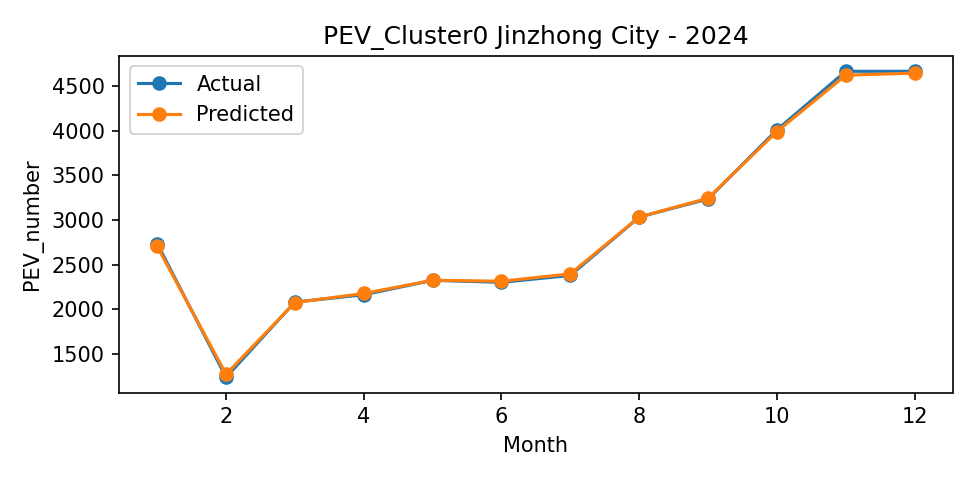 PEV_Cluster0 Jinzhong City - 2024
Actual
Predicted
4500
4000
3500
3000
2500
2000
1500
PEV_number
2 4 6 8 10 12
Month